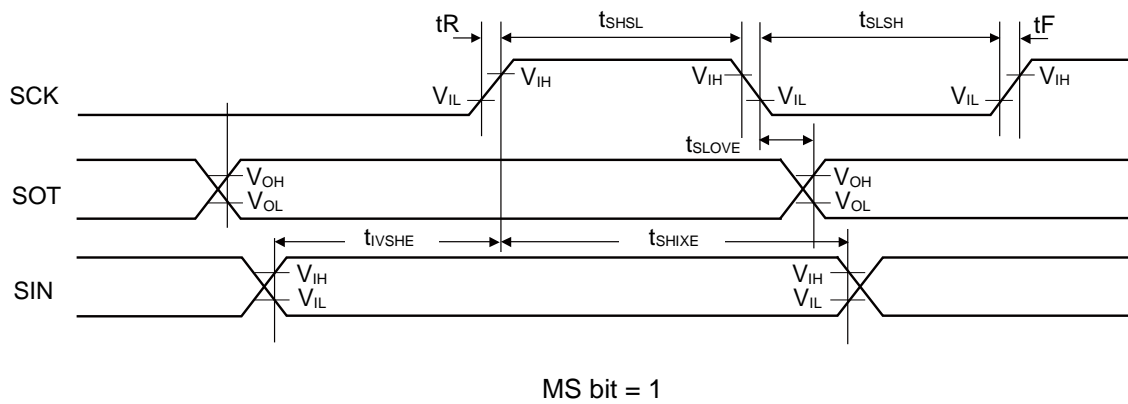 tR tSHSL tSLSH tF
SCK VIL VIH VIH VIL VIL VIH
tSLOVE
SOT VOH VOL VOH VOL
tIVSHE tSHIXE
SIN VIH VIL VIH VIL
MS bit = 1